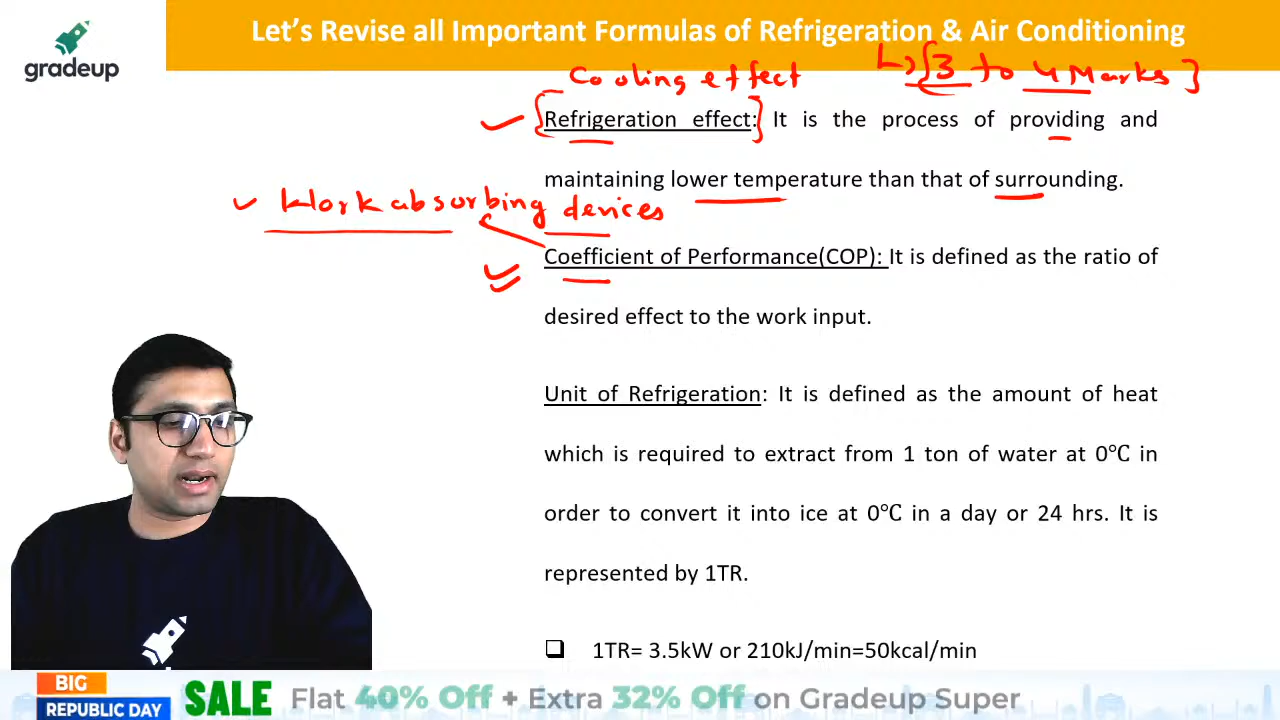 Let's Revise all Important Formulas of Refrigeration & Air Conditioning
gradeup
Cooling effect
[3 to 4 Marks]
Refrigeration effect: It is the process of providing and
maintaining lower temperature than that of surrounding.
Work absorbing devices
Coefficient of Performance(COP): It is defined as the ratio of
desired effect to the work input.
Unit of Refrigeration: It is defined as the amount of heat
which is required to extract from 1 ton of water at 0℃ in
order to convert it into ice at 0℃ in a day or 24 hrs. It is
represented by 1TR.
❑ 1TR= 3.5kW or 210kJ/min=50kcal/min
BIG
REPUBLIC DAY
SALE Flat 40% Off + Extra 32% Off on Gradeup Super